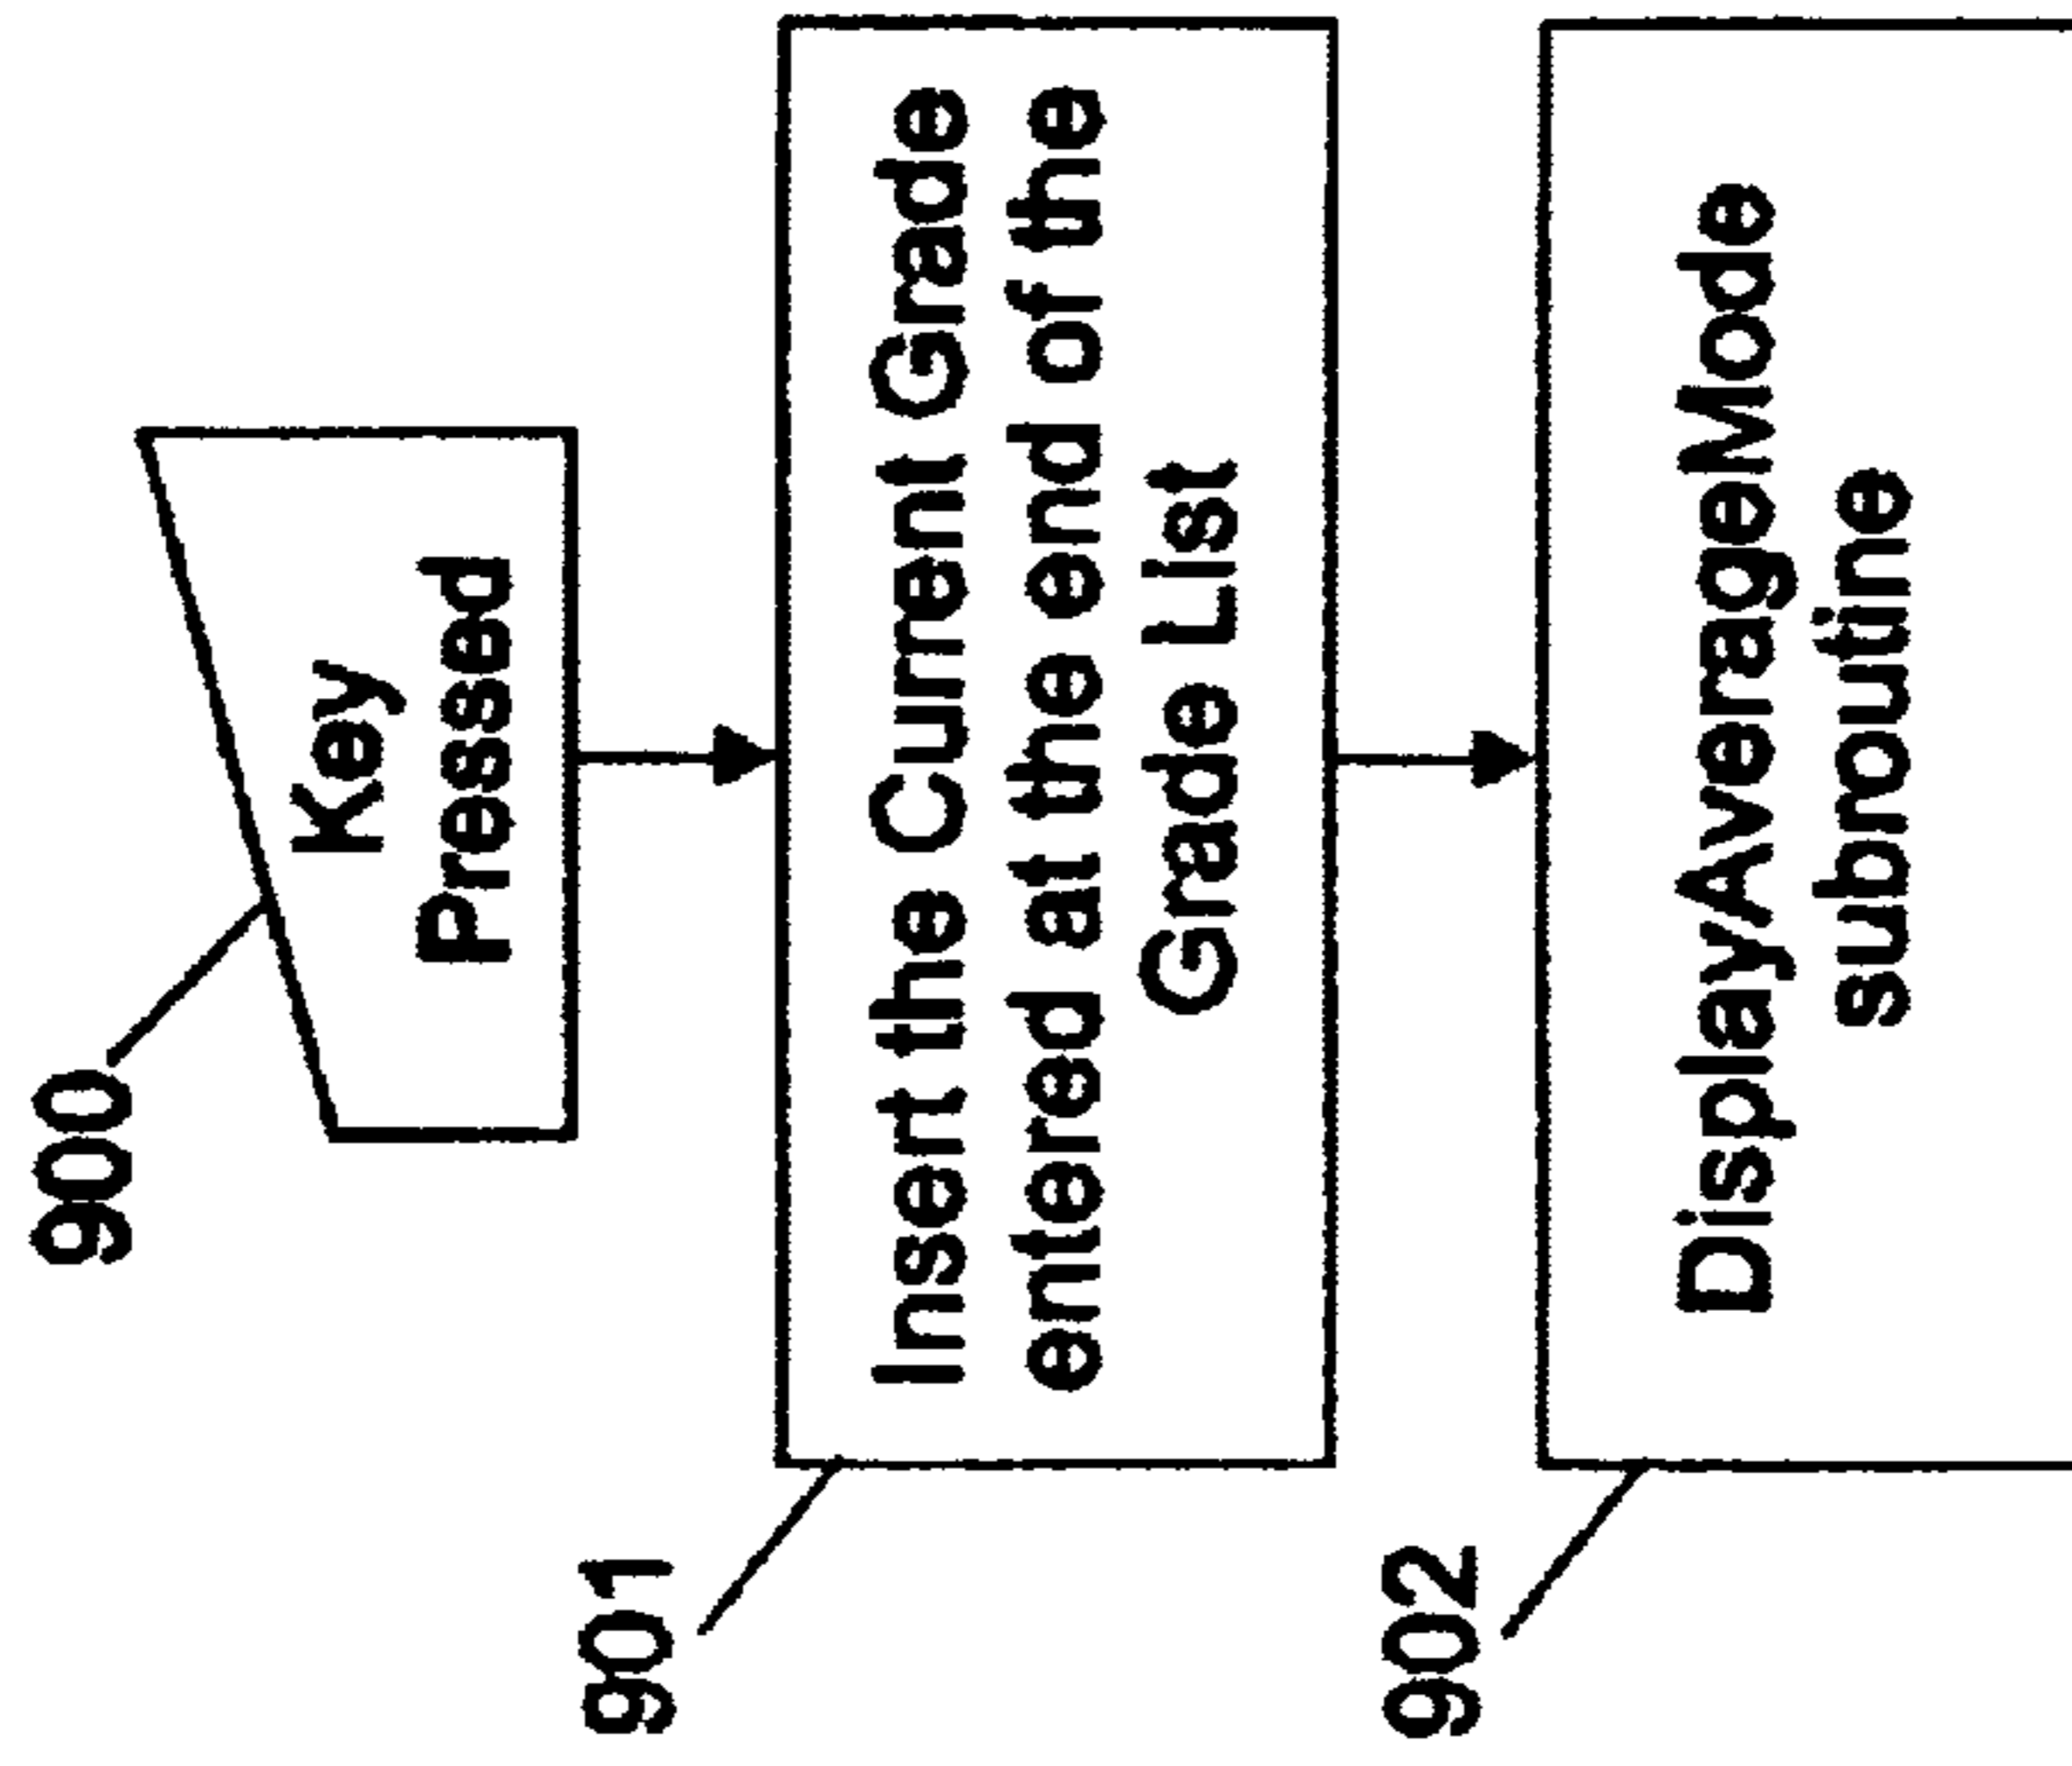 900
Key
Pressed
901
Insert the Current Grade
entered at the end of the
Grade List
902
DisplayAverageMode
subroutine